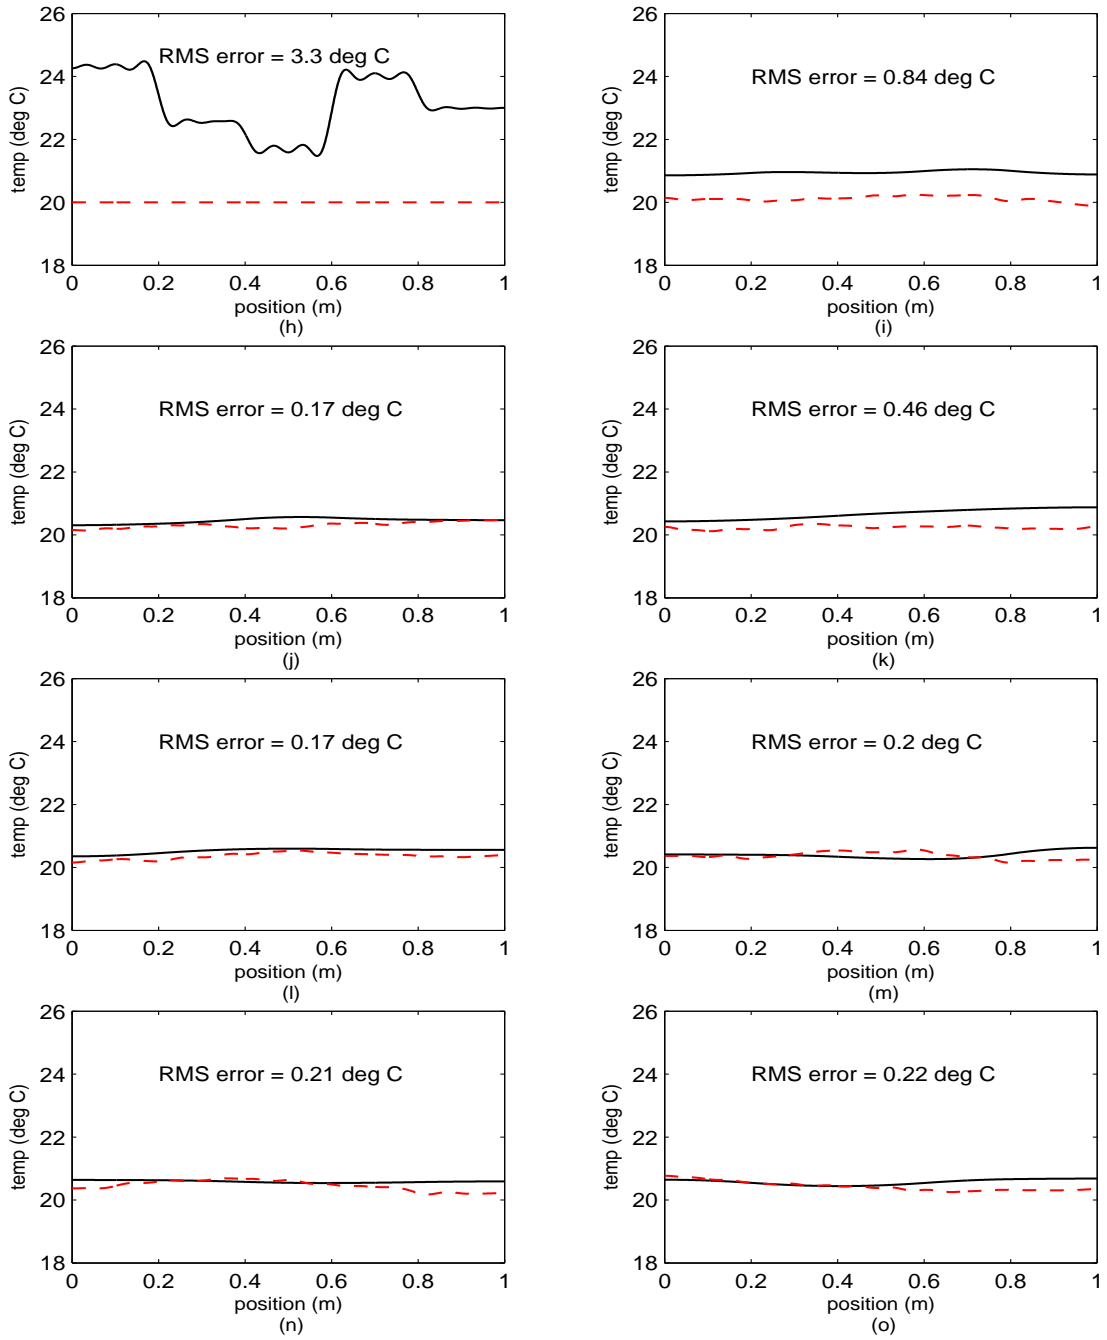 RMS error = 3.3 deg C
temp (deg C)
26
24
22
20
18
0
0.2
0.4
0.6
0.8
1
position (m)
(h)
RMS error = 0.84 deg C
temp (deg C)
26
24
22
20
18
0
0.2
0.4
0.6
0.8
1
position (m)
(i)
RMS error = 0.17 deg C
temp (deg C)
26
24
22
20
18
0
0.2
0.4
0.6
0.8
1
position (m)
(j)
RMS error = 0.46 deg C
temp (deg C)
26
24
22
20
18
0
0.2
0.4
0.6
0.8
1
position (m)
(k)
RMS error = 0.17 deg C
temp (deg C)
26
24
22
20
18
0
0.2
0.4
0.6
0.8
1
position (m)
(l)
RMS error = 0.2 deg C
temp (deg C)
26
24
22
20
18
0
0.2
0.4
0.6
0.8
1
position (m)
(m)
RMS error = 0.21 deg C
temp (deg C)
26
24
22
20
18
0
0.2
0.4
0.6
0.8
1
position (m)
(n)
RMS error = 0.22 deg C
temp (deg C)
26
24
22
20
18
0
0.2
0.4
0.6
0.8
1
position (m)
(o)